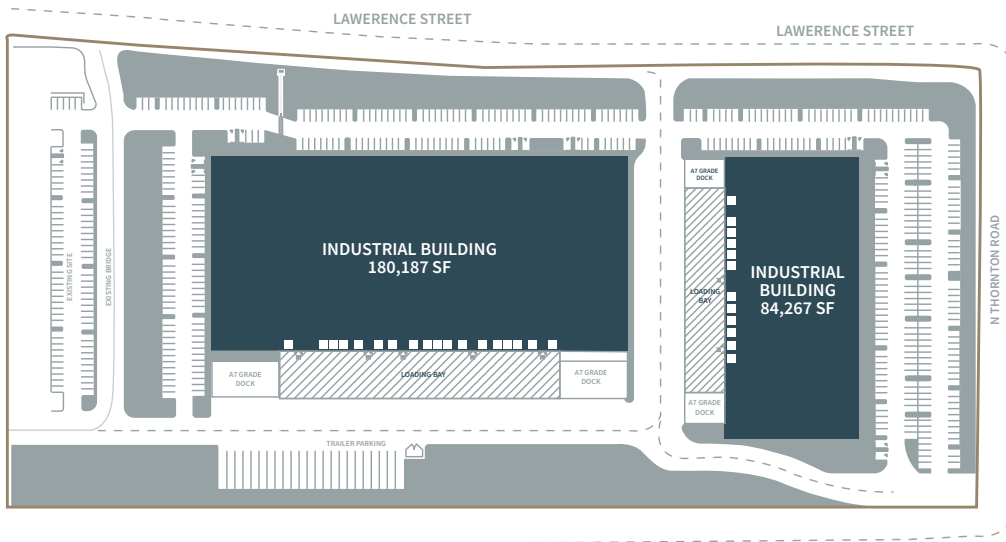 LAWERENCE STREET
LAWERENCE STREET
A7 GRADE
DOCK
EXISTING SITE
EXISTING BRIDGE
INDUSTRIAL BUILDING
180,187 SF
LOADING
BAY
INDUSTRIAL
BUILDING
84,267 SF
N THORNTON ROAD
A7 GRADE
DOCK
LOADING BAY
A7 GRADE
DOCK
A7 GRADE
DOCK
TRAILER PARKING